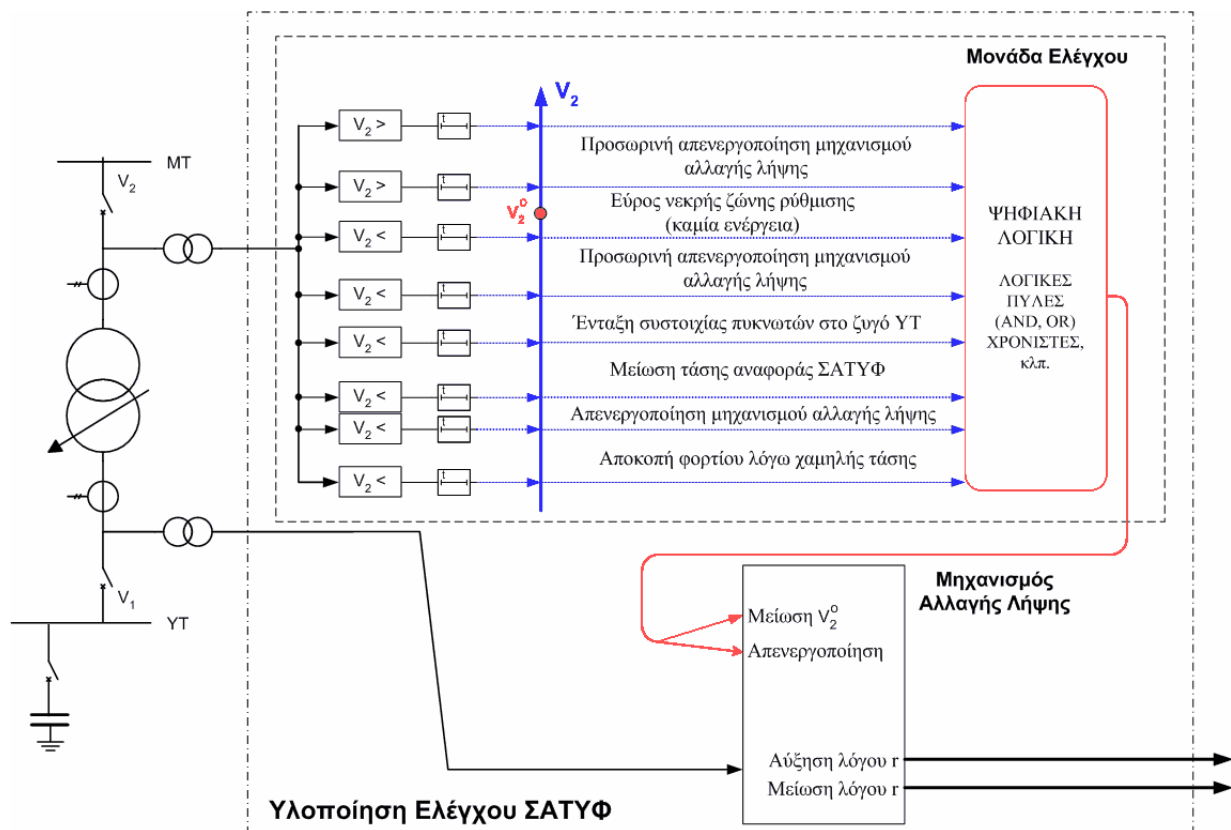 Μονάδα Ελέγχου
V2
V2 >
t
Προσωρινή απενεργοποίηση μηχανισμού
αλλαγής λήψης
MT
V2
V2 >
t
Εύρος νεκρής ζώνης ρύθμισης
(καμία ενέργεια)
V2o
V2 <
t
Προσωρινή απενεργοποίηση μηχανισμού
αλλαγής λήψης
V2 <
t
Ένταξη συστοιχίας πυκνωτών στο ζυγό ΥΤ
V2 <
t
Μείωση τάσης αναφοράς ΣΑΤΥΦ
V2 <
t
Απενεργοποίηση μηχανισμού αλλαγής λήψης
V2 <
t
Αποκοπή φορτίου λόγω χαμηλής τάσης
V2 <
t
ΨΗΦΙΑΚΗ
ΛΟΓΙΚΗ
ΛΟΓΙΚΕΣ
ΠΥΛΕΣ
(AND, OR)
ΧΡΟΝΙΣΤΕΣ,
κλπ.
V1
ΥΤ
Μηχανισμός
Αλλαγής Λήψης
Μείωση V2o
Απενεργοποίηση
Αύξηση λόγου r
Μείωση λόγου r
Υλοποίηση Ελέγχου ΣΑΤΥΦ